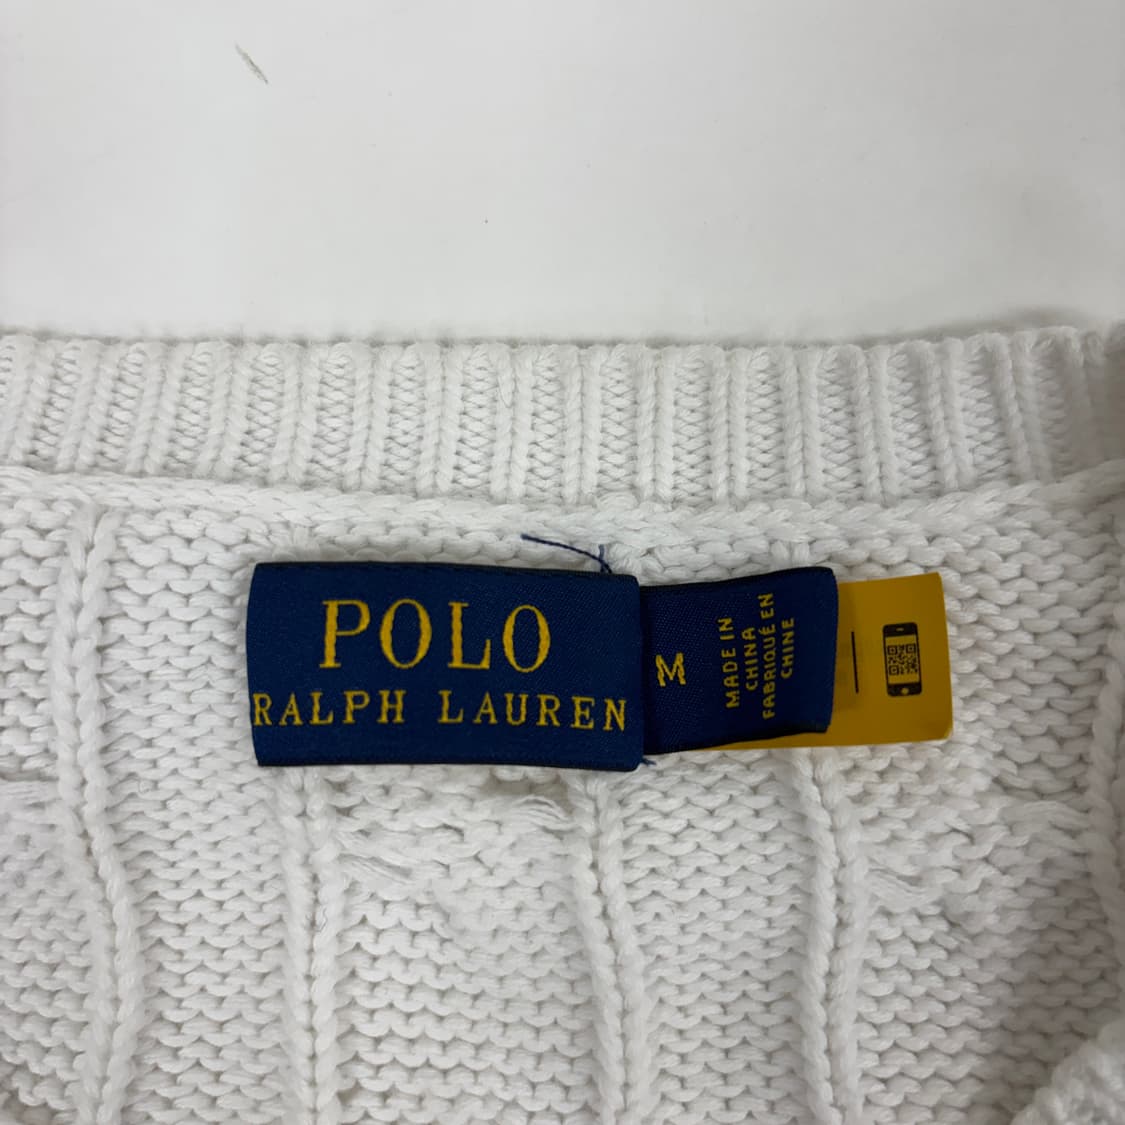 POLO
RALPH LAUREN
M
MADE IN
CHINA
FABRIQUÉ EN
CHINE